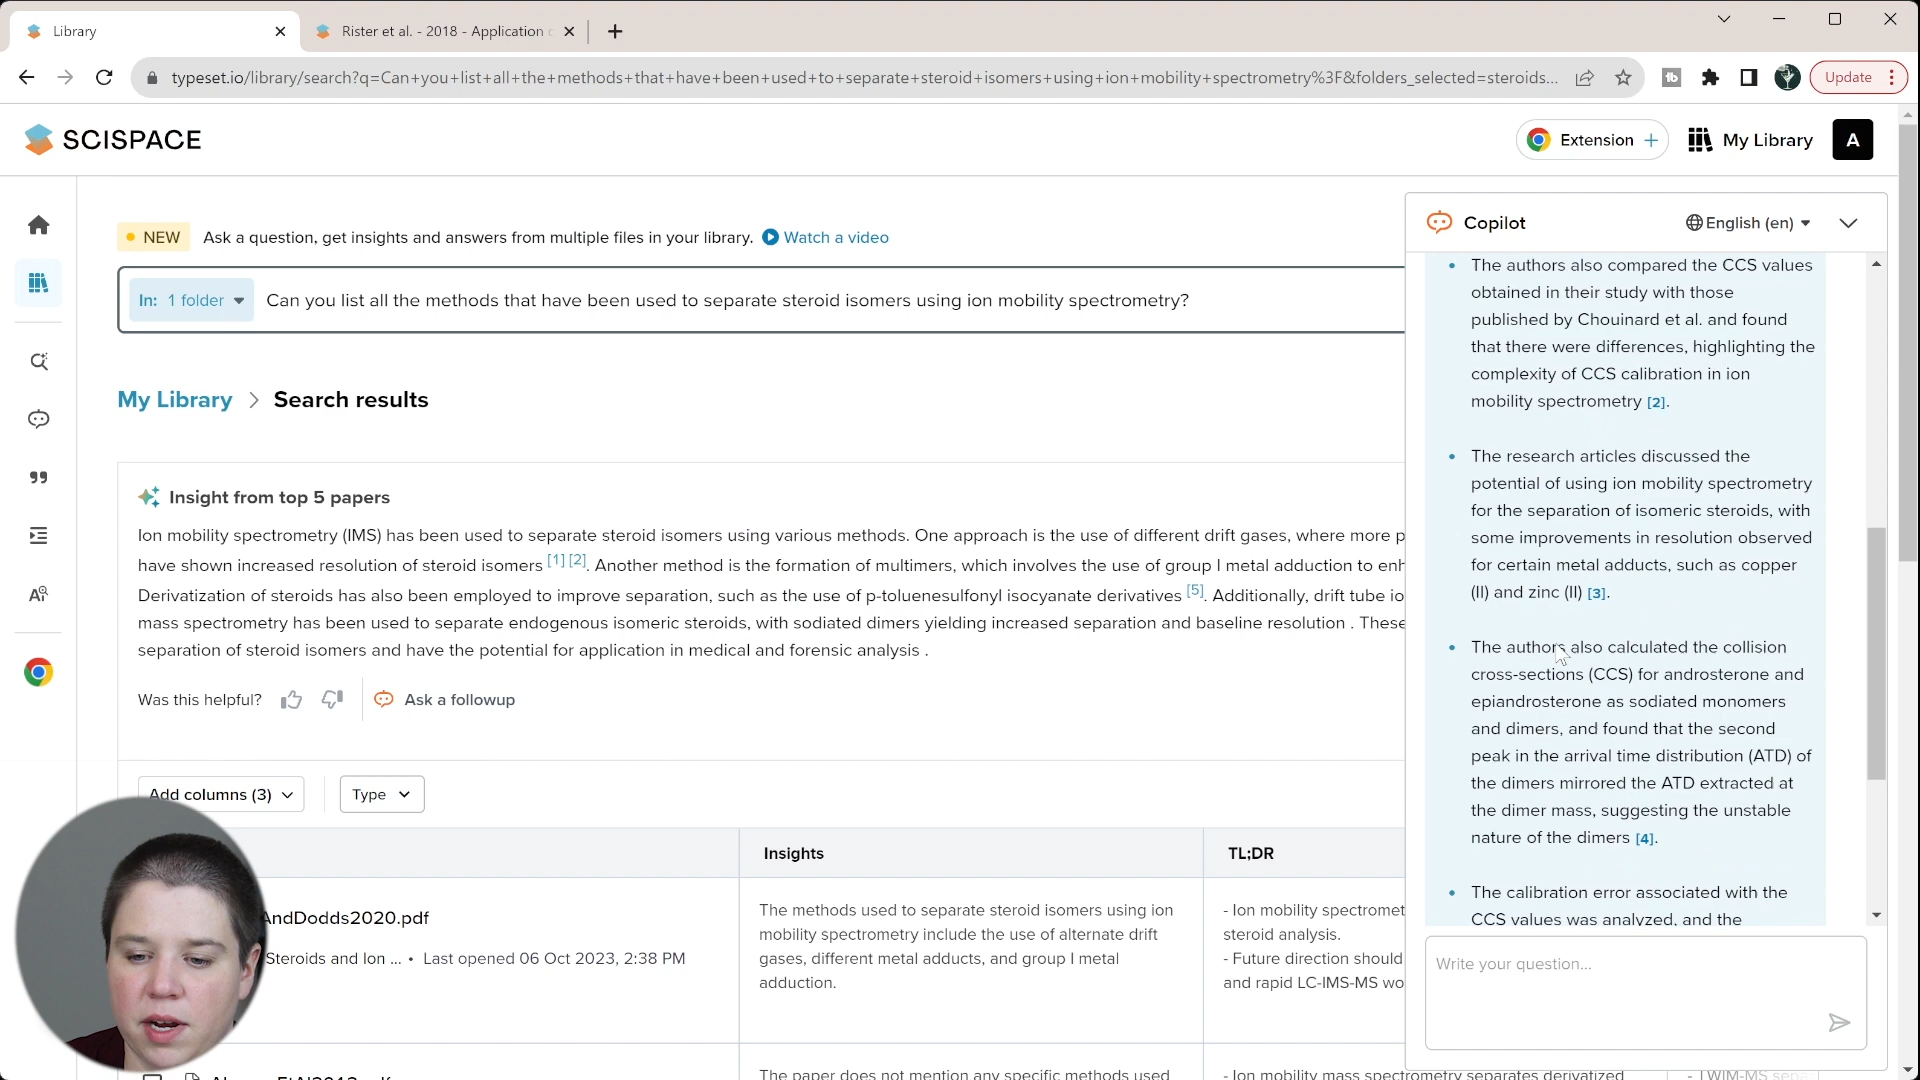 Library
Rister et al. - 2018 - Application
typeset.io/library/search?q=Can+you+list+all+the+methods+that+have+been+used+to+separate+steroid+isomers+using+ion+mobility+spectrometry%3F&folders_selected=steroids...
Update
SCISPACE
Extension +
My Library
A
NEW
Ask a question, get insights and answers from multiple files in your library.
Watch a video
In: 1 folder
Can you list all the methods that have been used to separate steroid isomers using ion mobility spectrometry?
My Library > Search results
Insight from top 5 papers
Ion mobility spectrometry (IMS) has been used to separate steroid isomers using various methods. One approach is the use of different drift gases, where more p
have shown increased resolution of steroid isomers [1] [2]. Another method is the formation of multimers, which involves the use of group I metal adduction to enh
Derivatization of steroids has also been employed to improve separation, such as the use of p-toluenesulfonyl isocyanate derivatives [5]. Additionally, drift tube io
mass spectrometry has been used to separate endogenous isomeric steroids, with sodiated dimers yielding increased separation and baseline resolution . These
separation of steroid isomers and have the potential for application in medical and forensic analysis .
Was this helpful?
Ask a followup
Add columns (3)
Type
Insights
TL;DR
AndDodds2020.pdf
Steroids and Ion ... • Last opened 06 Oct 2023, 2:38 PM
The methods used to separate steroid isomers using ion
mobility spectrometry include the use of alternate drift
gases, different metal adducts, and group I metal
adduction.
- Ion mobility spectromet
steroid analysis.
- Future direction should
and rapid LC-IMS-MS wo
The paper does not mention any specific methods used
- Ion mobility mass spectrometry separates derivatized
Copilot
English (en)
• The authors also compared the CCS values
obtained in their study with those
published by Chouinard et al. and found
that there were differences, highlighting the
complexity of CCS calibration in ion
mobility spectrometry [2].
• The research articles discussed the
potential of using ion mobility spectrometry
for the separation of isomeric steroids, with
some improvements in resolution observed
for certain metal adducts, such as copper
(II) and zinc (II) [3].
• The authors also calculated the collision
cross-sections (CCS) for androsterone and
epiandrosterone as sodiated monomers
and dimers, and found that the second
peak in the arrival time distribution (ATD) of
the dimers mirrored the ATD extracted at
the dimer mass, suggesting the unstable
nature of the dimers [4].
• The calibration error associated with the
CCS values was analyzed, and the
Write your question...